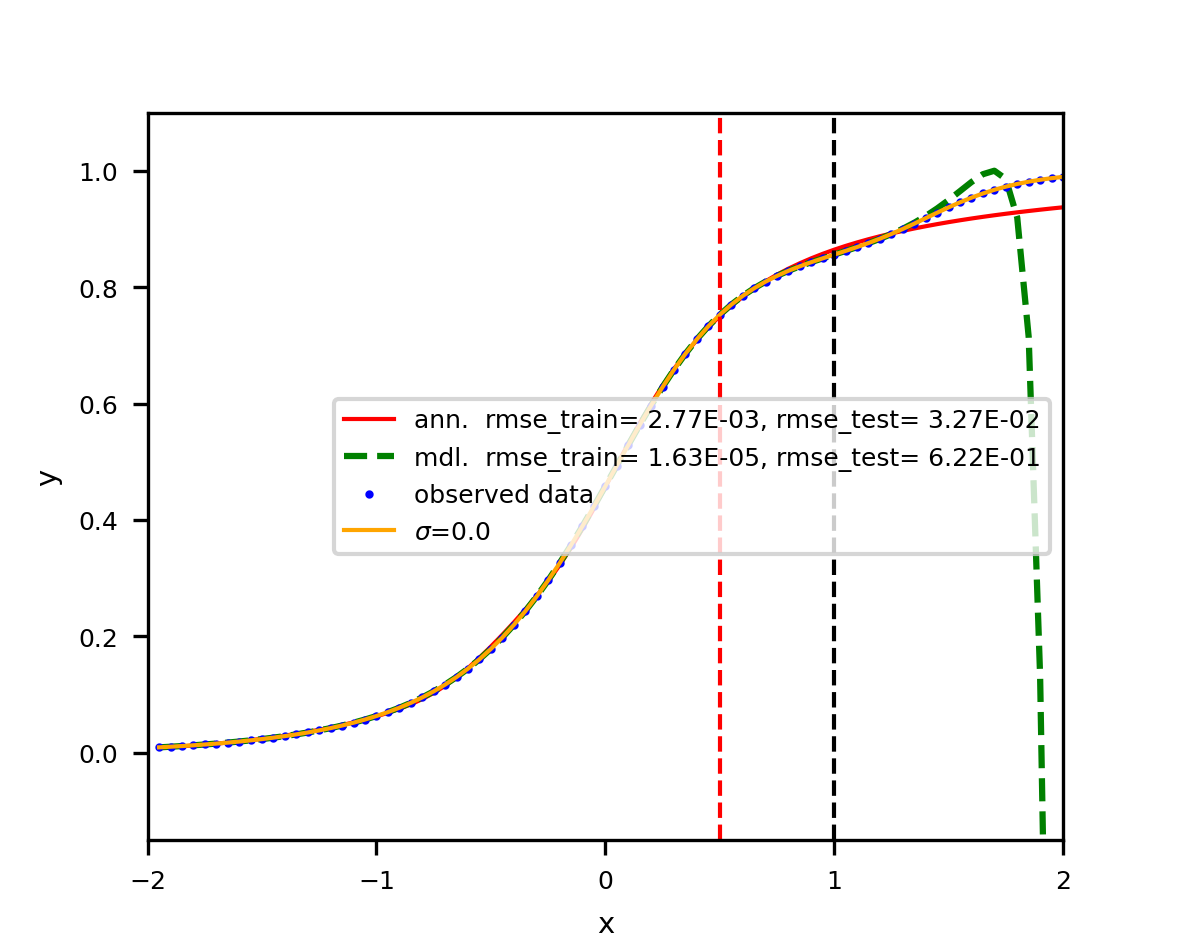 1.0
0.8
0.6
0.4
0.2
0.0
y
ann.  rmse_train= 2.77E-03, rmse_test= 3.27E-02
mdl.  rmse_train= 1.63E-05, rmse_test= 6.22E-01
observed data
σ=0.0
−2 −1 0 1 2
x